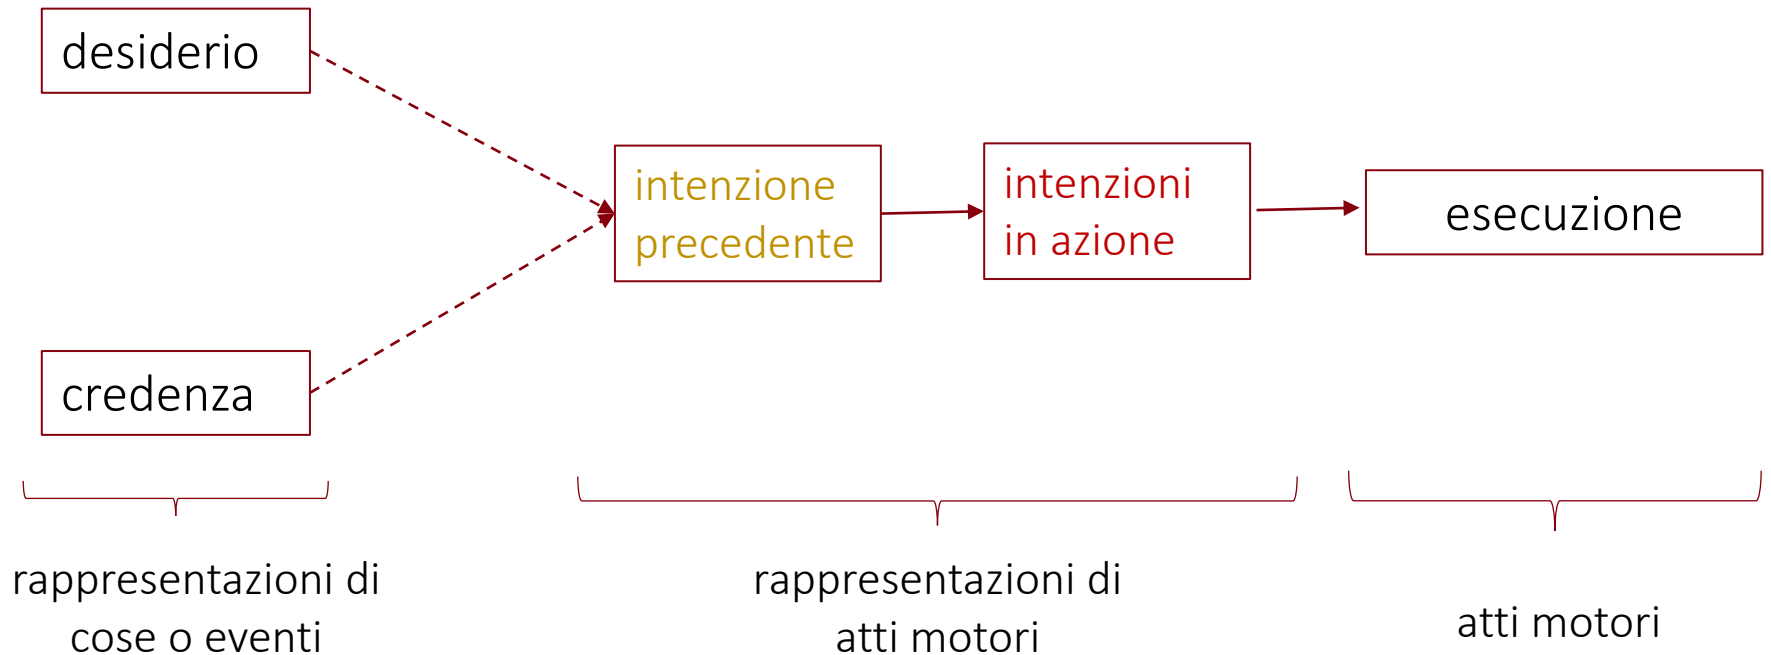 desiderio
intenzione
precedente
intenzioni
in azione
esecuzione
credenza
rappresentazioni di
cose o eventi
rappresentazioni di
atti motori
atti motori